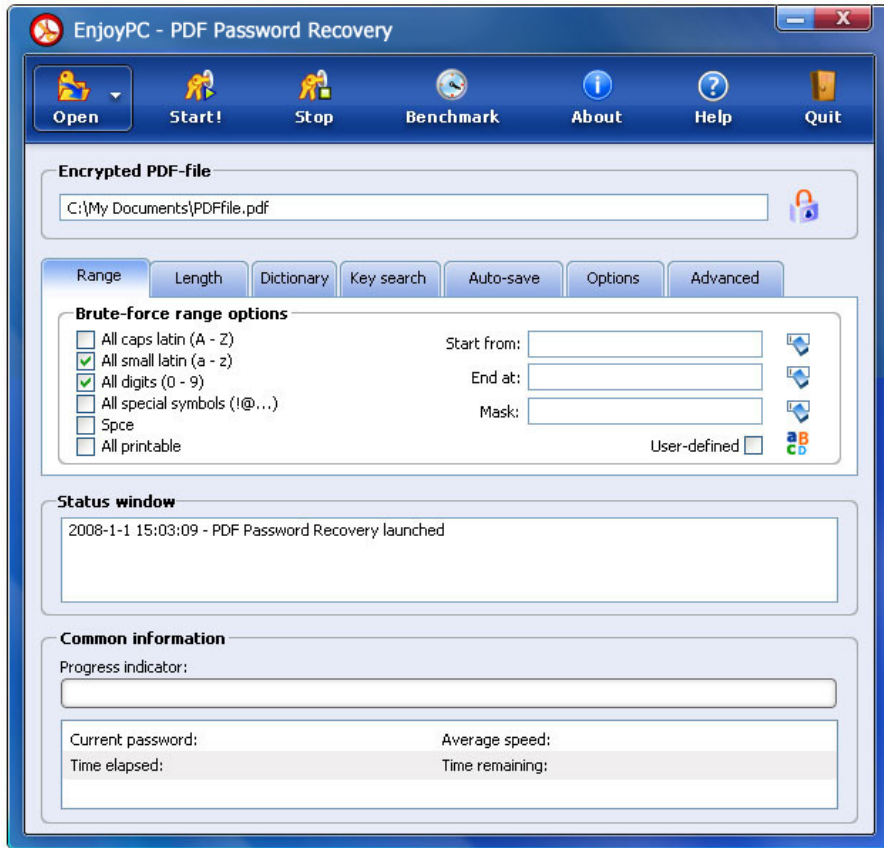 EnjoyPC - PDF Password Recovery
Open Start! Stop Benchmark About Help Quit
Encrypted PDF-file
C:\My Documents\PDFfile.pdf
Range Length Dictionary Key search Auto-save Options Advanced
Brute-force range options
All caps latin (A - Z)
Start from:
All small latin (a - z)
End at:
All digits (0 - 9)
All special symbols (!@...)
Mask:
Spce
All printable
User-defined
aB
cD
Status window
2008-1-1 15:03:09 - PDF Password Recovery launched
Common information
Progress indicator:
Current password: Average speed:
Time elapsed: Time remaining: